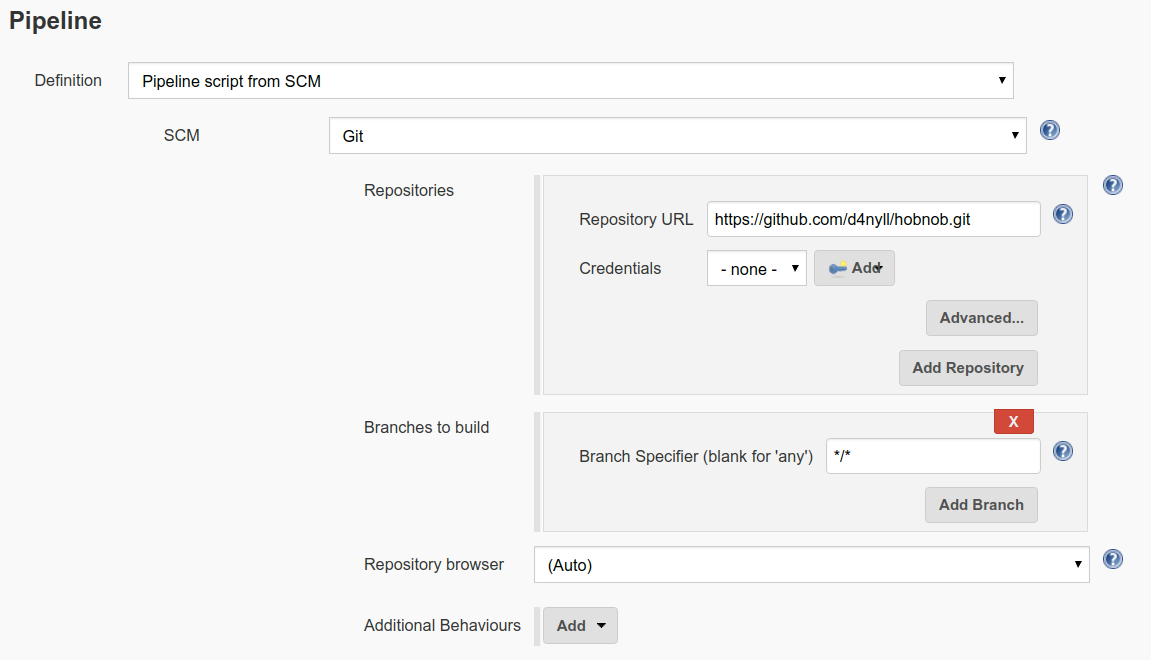 Pipeline
Definition Pipeline script from SCM
SCM Git
Repositories
Repository URL https://github.com/d4nyll/hobnob.git
Credentials - none - Add
Advanced...
Add Repository
Branches to build
X
Branch Specifier (blank for 'any') */*
Add Branch
Repository browser (Auto)
Additional Behaviours Add